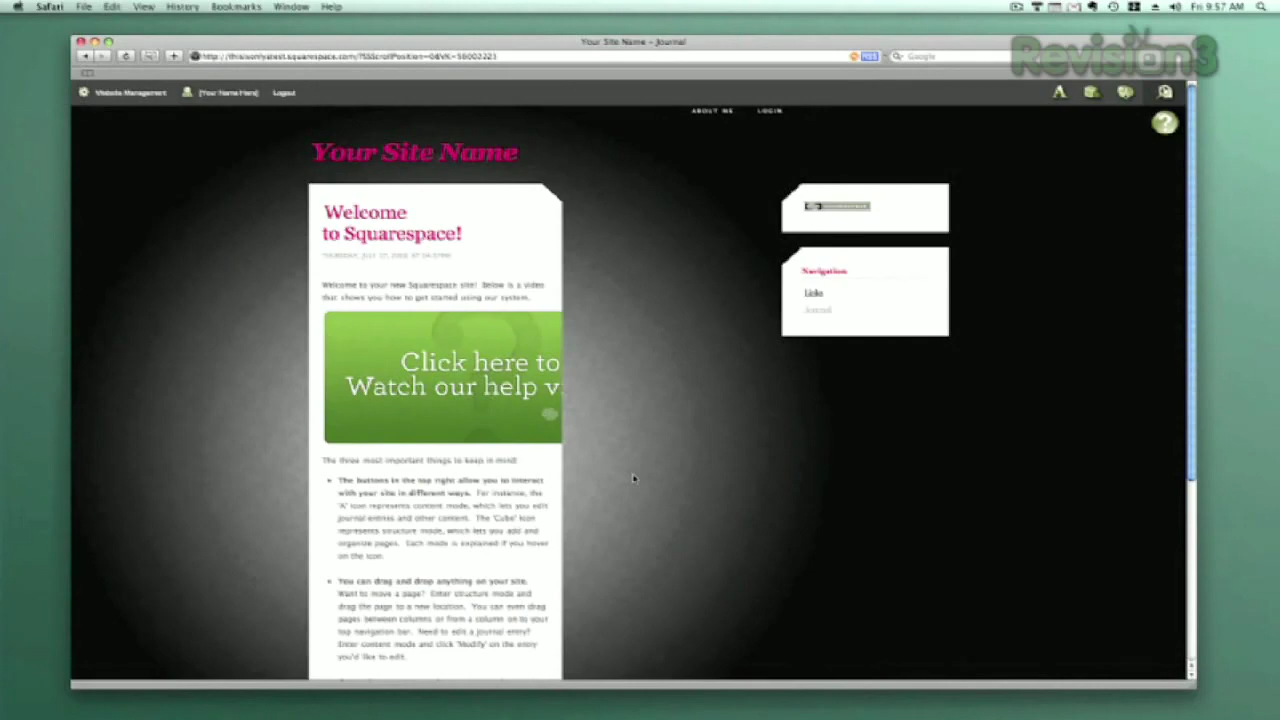 Safari File Edit View History Bookmarks Window Help
Fri 9:57 AM
Revision3
Your Site Name – Journal
Google
Website Management [Your Name Here] Logout
A
?
ABOUT ME LOGIN
Your Site Name
Welcome
to Squarespace!
THURSDAY, JULY 17, 2008 AT 04:57PM
Welcome to your new Squarespace site! Below is a video
that shows you how to get started using our system.
Click here to
Watch our help v
The three most important things to keep in mind:
• The buttons in the top right allow you to interact
with your site in different ways. For instance, the
'A' icon represents content mode, which lets you edit
journal entries and other content. The 'Cube' icon
represents structure mode, which lets you add and
organize pages. Each mode is explained if you hover
on the icon.
• You can drag and drop anything on your site.
Want to move a page? Enter structure mode and
drag the page to a new location. You can even drag
pages between columns or from a column on to your
top navigation bar. Need to edit a journal entry?
Enter content mode and click 'Modify' on the entry
you'd like to edit.
Navigation
Links
Journal